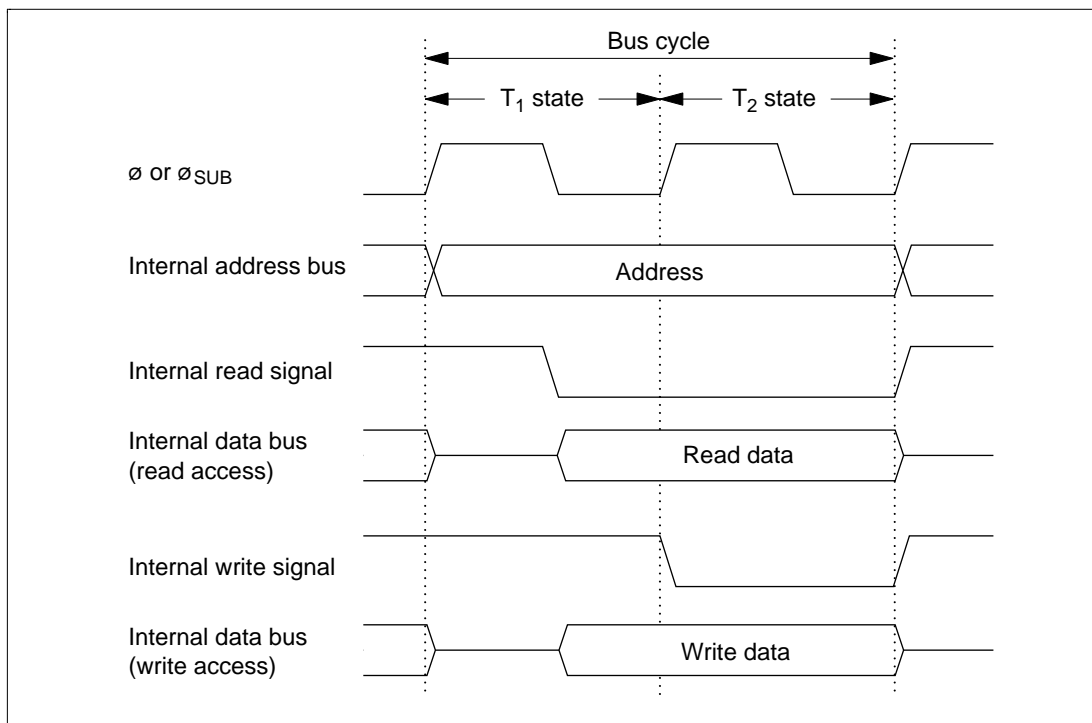 Bus cycle
T1 state
T2 state
ø or øSUB
Internal address bus
Address
Internal read signal
Internal data bus
(read access)
Read data
Internal write signal
Internal data bus
(write access)
Write data